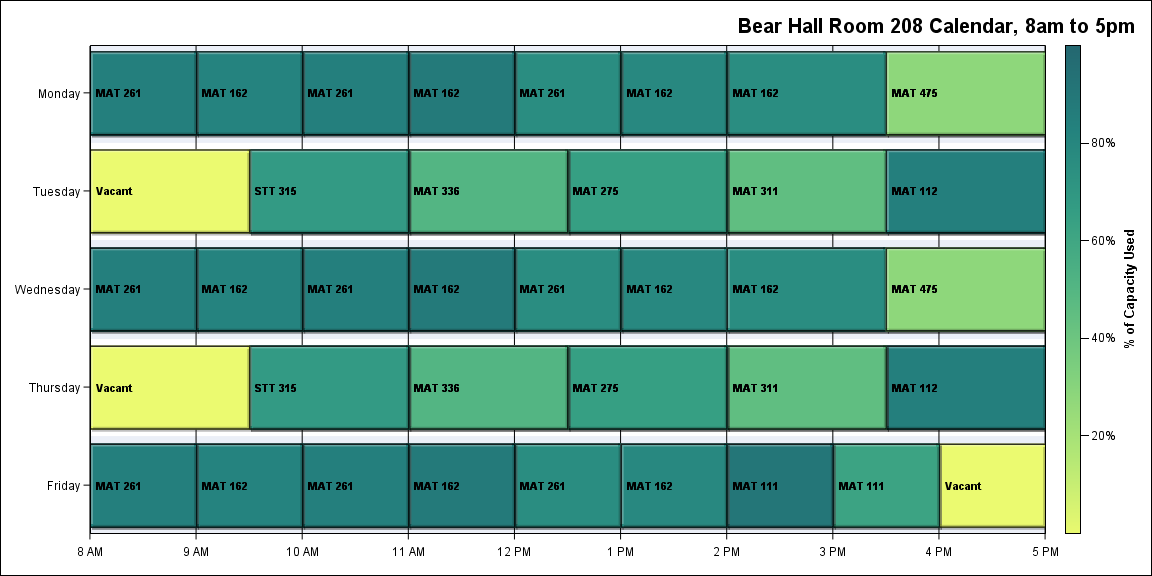 Bear Hall Room 208 Calendar, 8am to 5pm
Monday MAT 261 MAT 162 MAT 261 MAT 162 MAT 261 MAT 162 MAT 162 MAT 475
Tuesday Vacant STT 315 MAT 336 MAT 275 MAT 311 MAT 112
Wednesday MAT 261 MAT 162 MAT 261 MAT 162 MAT 261 MAT 162 MAT 162 MAT 475
Thursday Vacant STT 315 MAT 336 MAT 275 MAT 311 MAT 112
Friday MAT 261 MAT 162 MAT 261 MAT 162 MAT 261 MAT 162 MAT 111 MAT 111 Vacant
8 AM 9 AM 10 AM 11 AM 12 PM 1 PM 2 PM 3 PM 4 PM 5 PM
80%
60%
40%
20%
% of Capacity Used